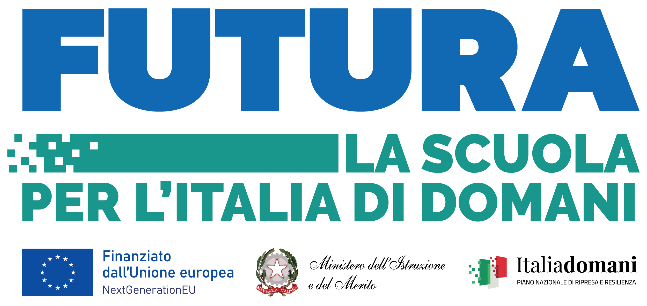 FUTURA
LA SCUOLA
PER L'ITALIA DI DOMANI
Finanziato
dall'Unione europea
NextGenerationEU
Ministero dell'Istruzione
e del Merito
Italiadomani
PIANO NAZIONALE DI RIPRESA E RESILIENZA